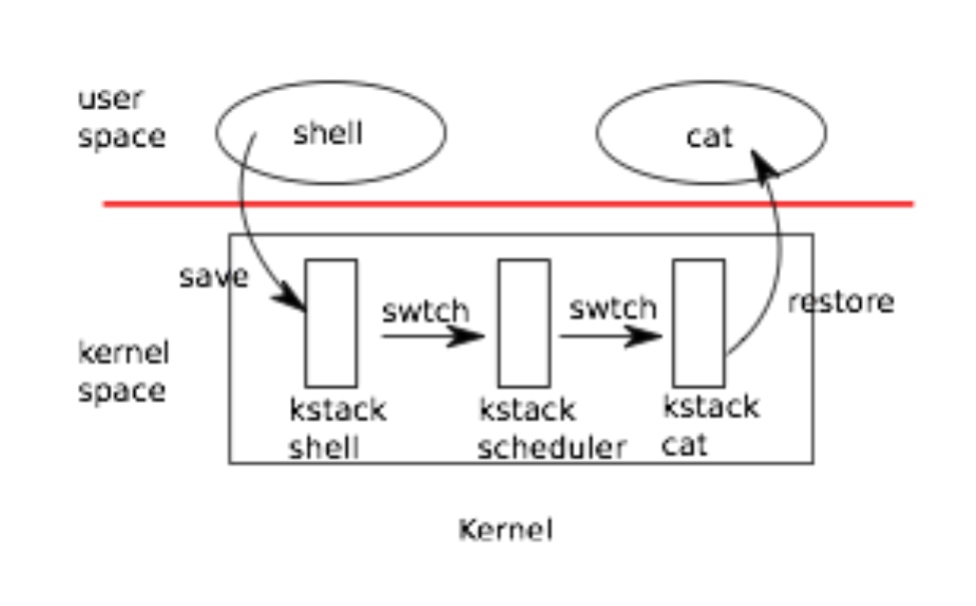 user
space
shell
cat
save
swtch
swtch
restore
kernel
space
kstack
shell
kstack
scheduler
kstack
cat
Kernel